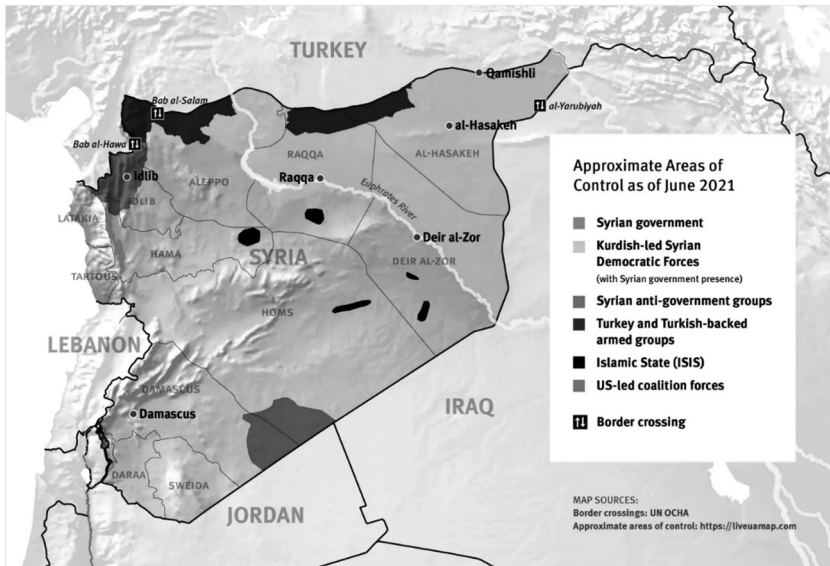 TURKEY
Qamishli
Bab al-Salam
al-Yarubiyah
al-Hasakeh
Bab al-Hawa
RAQQA
AL-HASAKEH
Idlib
ALEPPO
Raqqa
IDLIB
Euphrates River
LATAKIA
Deir al-Zor
HAMA
SYRIA
DEIR AL-ZOR
TARTOUS
HOMS
LEBANON
DAMASCUS
IRAQ
Damascus
DARAA
SWEIDA
JORDAN
Approximate Areas of
Control as of June 2021
Syrian government
Kurdish-led Syrian
Democratic Forces
(with Syrian government presence)
Syrian anti-government groups
Turkey and Turkish-backed
armed groups
Islamic State (ISIS)
US-led coalition forces
Border crossing
MAP SOURCES:
Border crossings: UN OCHA
Approximate areas of control: https://liveuamap.com